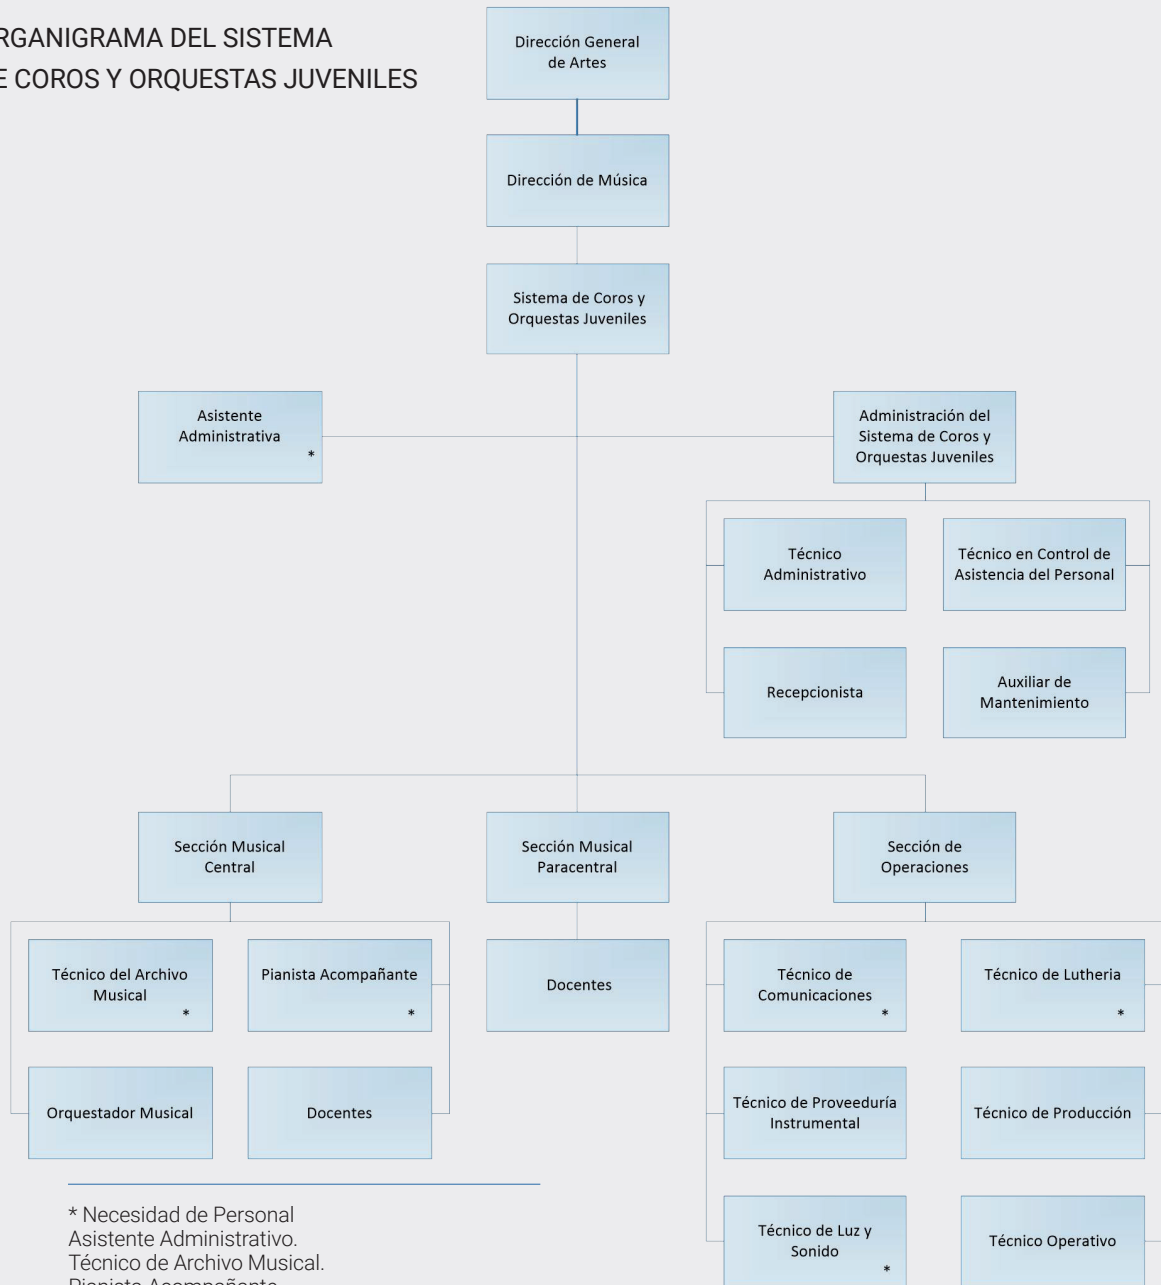 RGANIGRAMA DEL SISTEMA
E COROS Y ORQUESTAS JUVENILES
Dirección General
de Artes
Dirección de Música
Sistema de Coros y
Orquestas Juveniles
Asistente
Administrativa
*
Administración del
Sistema de Coros y
Orquestas Juveniles
Técnico
Administrativo
Técnico en Control de
Asistencia del Personal
Recepcionista
Auxiliar de
Mantenimiento
Sección Musical
Central
Sección Musical
Paracentral
Sección de
Operaciones
Técnico del Archivo
Musical
*
Pianista Acompañante
*
Docentes
Técnico de
Comunicaciones
*
Técnico de Lutheria
*
Orquestador Musical
Docentes
Técnico de Proveeduría
Instrumental
Técnico de Producción
Técnico de Luz y
Sonido
*
Técnico Operativo
* Necesidad de Personal
Asistente Administrativo.
Técnico de Archivo Musical.
Pianista Acompañante